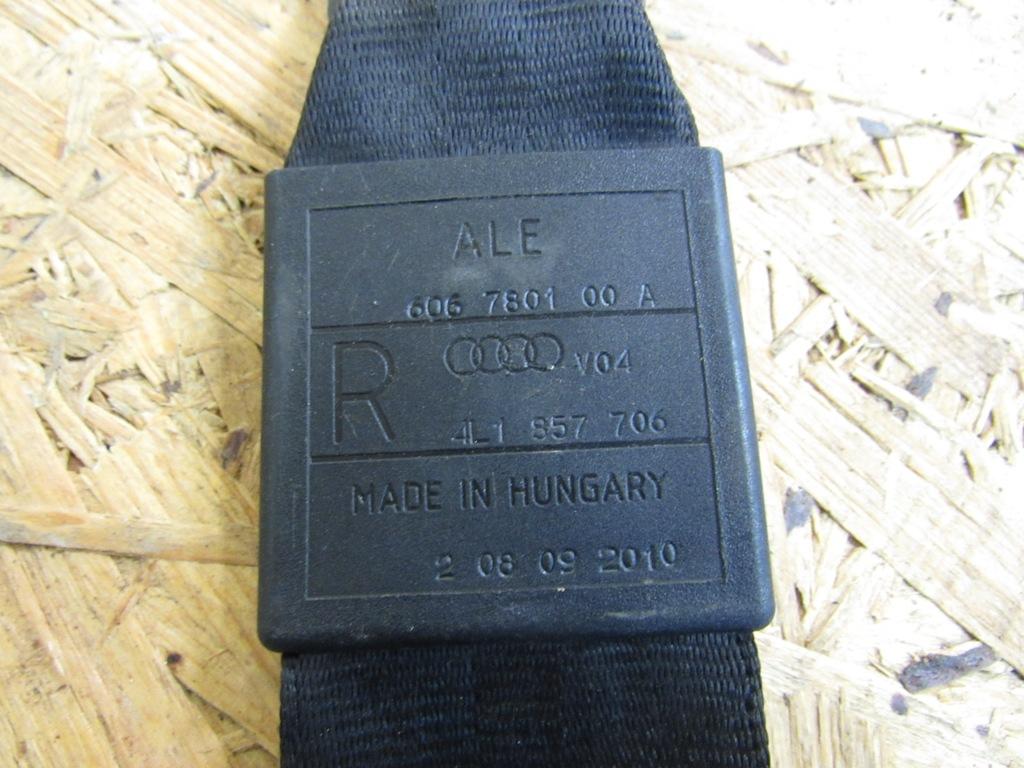 ALE
606 7801 00 A
R V04
4L1 857 706
MADE IN HUNGARY
2 08 09 2010